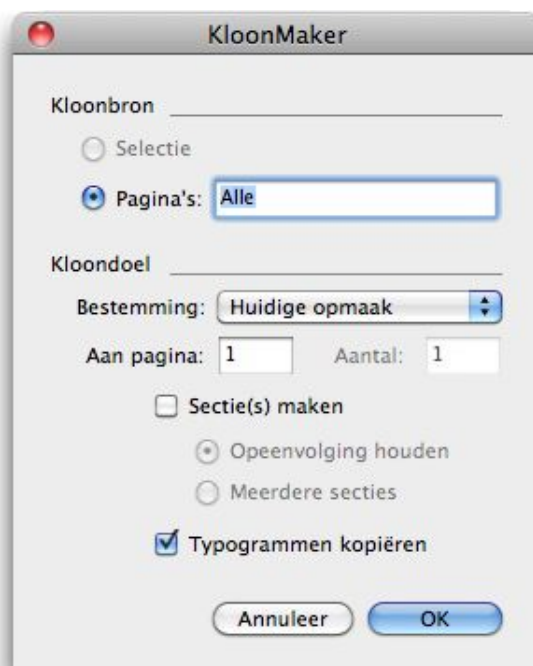 KloonMaker
Kloonbron
Selectie
Pagina's: Alle
Kloondoel
Bestemming: Huidige opmaak
Aan pagina: 1 Aantal: 1
Sectie(s) maken
Opeenvolging houden
Meerdere secties
Typogrammen kopiëren
Annuleer OK